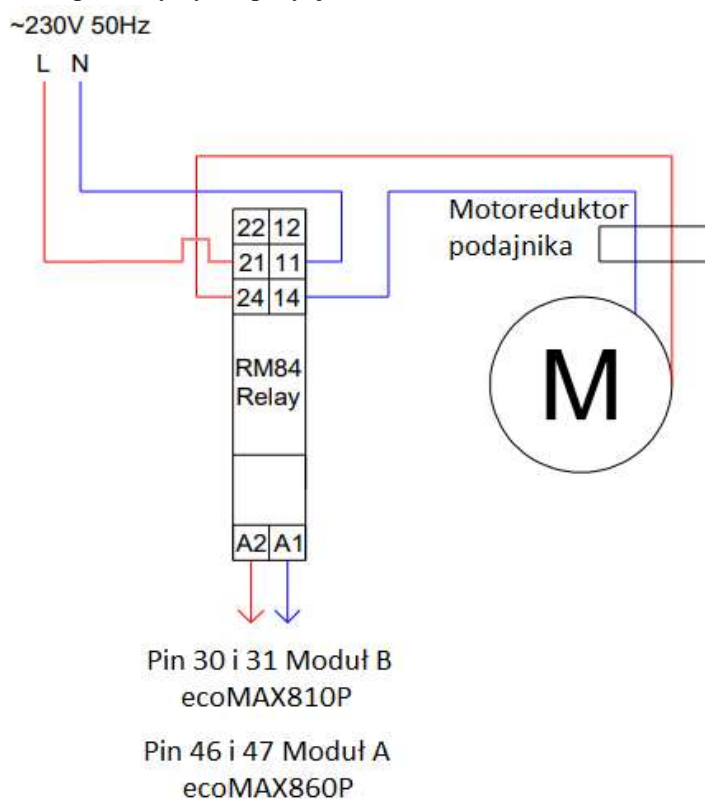 ~230V 50Hz
L N
22 12
21 11
24 14
Motoreduktor
podajnika
RM84
Relay
M
A2 A1
Pin 30 i 31 Moduł B
ecoMAX810P
Pin 46 i 47 Moduł A
ecoMAX860P